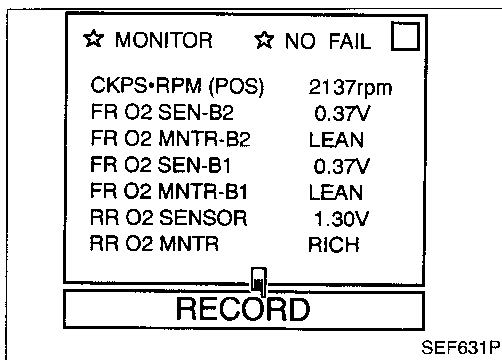 ☆ MONITOR ☆ NO FAIL
CKPS•RPM (POS) 2137rpm
FR O2 SEN-B2 0.37V
FR O2 MNTR-B2 LEAN
FR O2 SEN-B1 0.37V
FR O2 MNTR-B1 LEAN
RR O2 SENSOR 1.30V
RR O2 MNTR RICH
RECORD
SEF631P